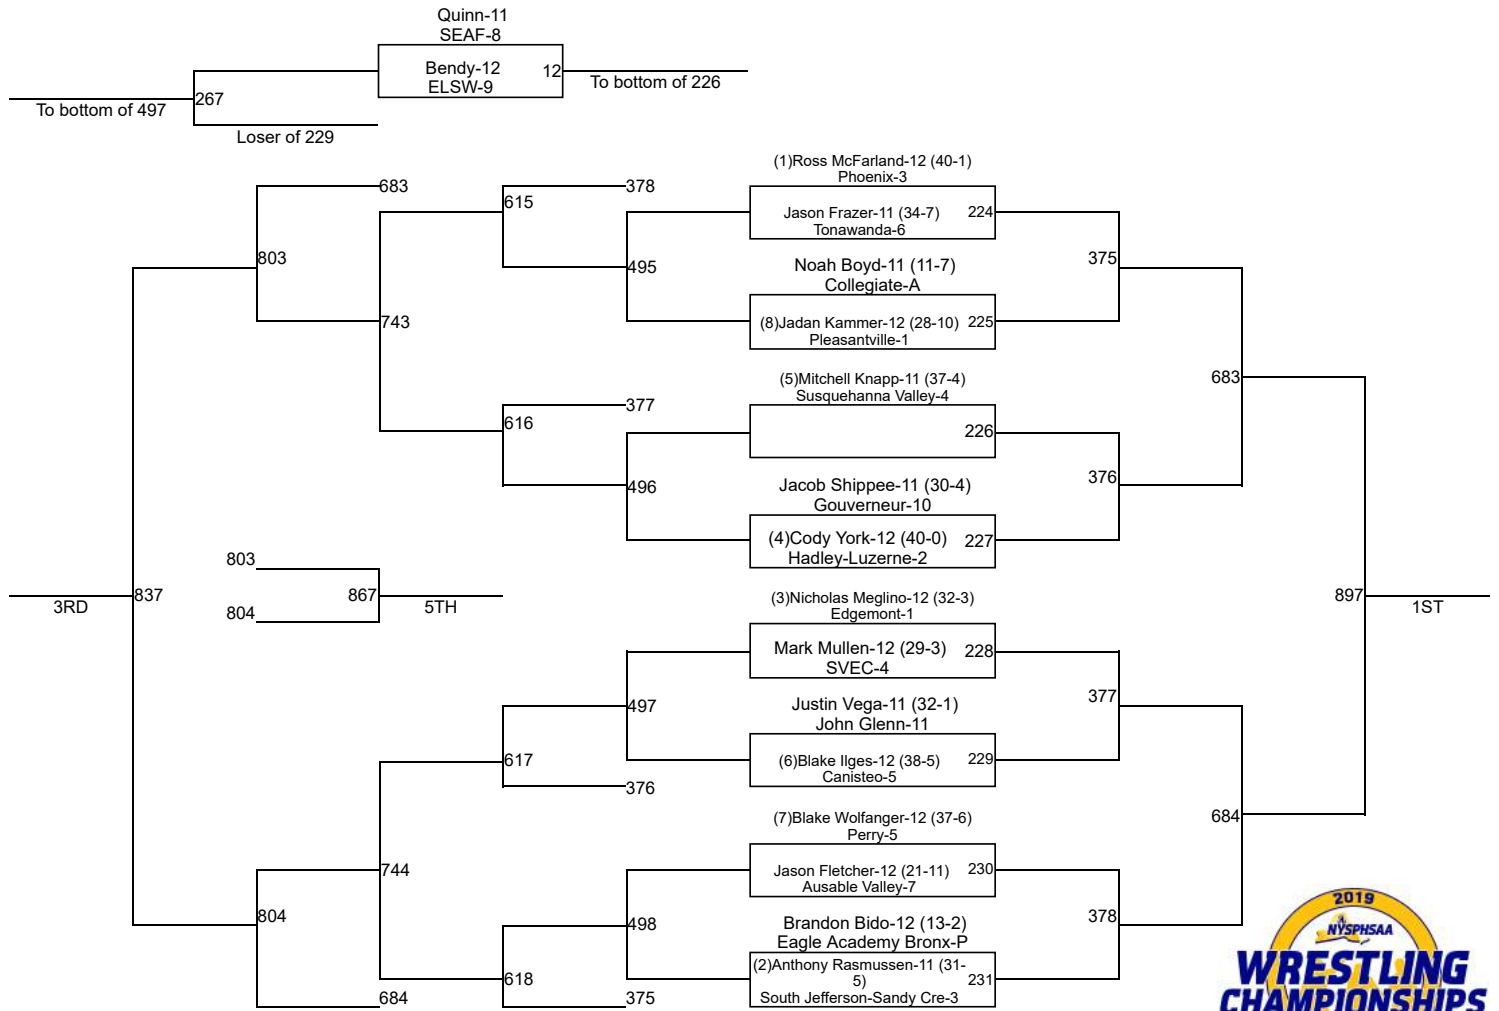 Quinn-11
SEAF-8
Bendy-12
ELSW-9
12
To bottom of 226
267
To bottom of 497
Loser of 229
(1)Ross McFarland-12 (40-1)
Phoenix-3
Jason Frazer-11 (34-7)
Tonawanda-6
224
683
378
615
803
495
375
Noah Boyd-11 (11-7)
Collegiate-A
(8)Jadan Kammer-12 (28-10)
Pleasantville-1
225
743
(5)Mitchell Knapp-11 (37-4)
Susquehanna Valley-4
683
377
616
226
376
496
Jacob Shippee-11 (30-4)
Gouverneur-10
(4)Cody York-12 (40-0)
Hadley-Luzerne-2
227
803
837
3RD
867
5TH
804
897
1ST
(3)Nicholas Meglino-12 (32-3)
Edgemont-1
Mark Mullen-12 (29-3)
SVEC-4
228
497
377
Justin Vega-11 (32-1)
John Glenn-11
(6)Blake Ilges-12 (38-5)
Canisteo-5
229
617
376
(7)Blake Wolfanger-12 (37-6)
Perry-5
684
744
Jason Fletcher-12 (21-11)
Ausable Valley-7
230
804
498
378
Brandon Bido-12 (13-2)
Eagle Academy Bronx-P
(2)Anthony Rasmussen-11 (31-
5)
South Jefferson-Sandy Cre-3
231
618
684
375
2019
NYSPHSAA
WRESTLING
CHAMPIONSHIPS